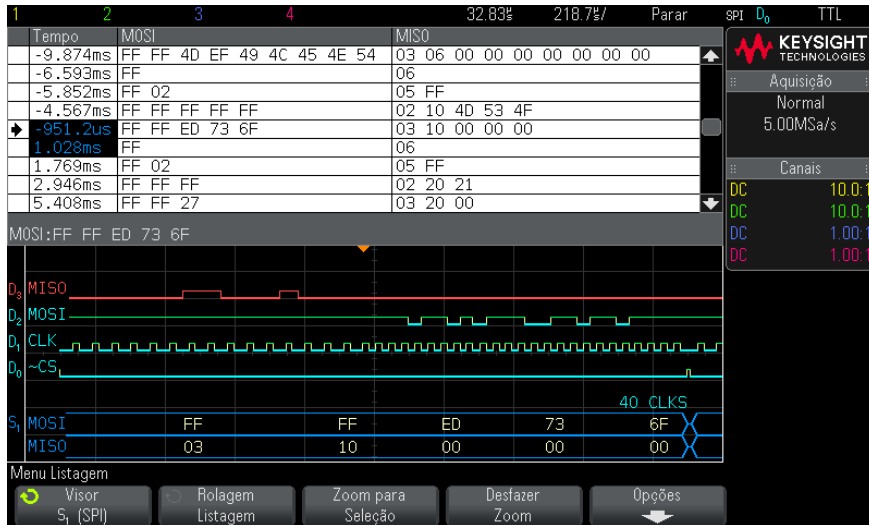 1 2 3 4 32.83% 218.7%/ Parar SPI D0 TTL
Tempo MOSI MISO
-9.874ms FF FF 4D EF 49 4C 45 4E 54 03 06 00 00 00 00 00 00 00
-6.593ms FF 06
-5.852ms FF 02 05 FF
-4.567ms FF FF FF FF FF 02 10 4D 53 4F
-951.2us FF FF ED 73 6F 03 10 00 00 00
1.028ms FF 06
1.769ms FF 02 05 FF
2.946ms FF FF FF 02 20 21
5.408ms FF FF 27 03 20 00
MOSI:FF FF ED 73 6F
KEYSIGHT
TECHNOLOGIES
Aquisição
Normal
5.00MSa/s
Canais
DC 10.0:1
DC 10.0:1
DC 1.00:1
DC 1.00:1
D3 MISO
D2 MOSI
D1 CLK
D0 ~CS
40 CLKS
S1 MOSI FF FF ED 73 6F
MISO 03 10 00 00 00
Menu Listagem
Visor
S1 (SPI)
Rolagem
Listagem
Zoom para
Seleção
Desfazer
Zoom
Opções